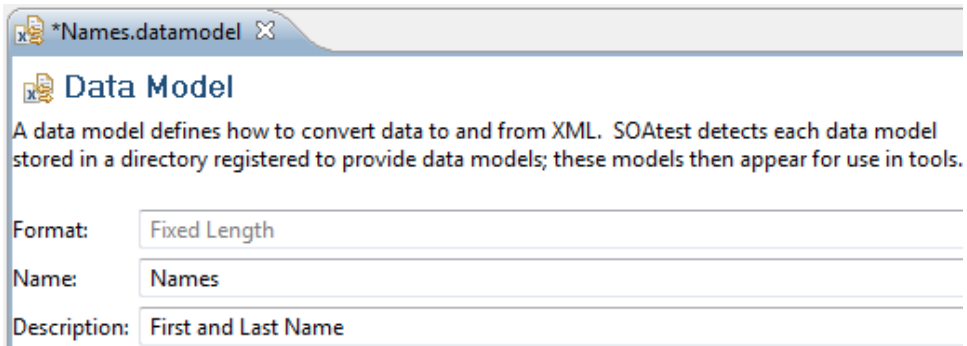 *Names.datamodel
Data Model
A data model defines how to convert data to and from XML.  SOAtest detects each data model
stored in a directory registered to provide data models; these models then appear for use in tools.
Format: Fixed Length
Name: Names
Description: First and Last Name